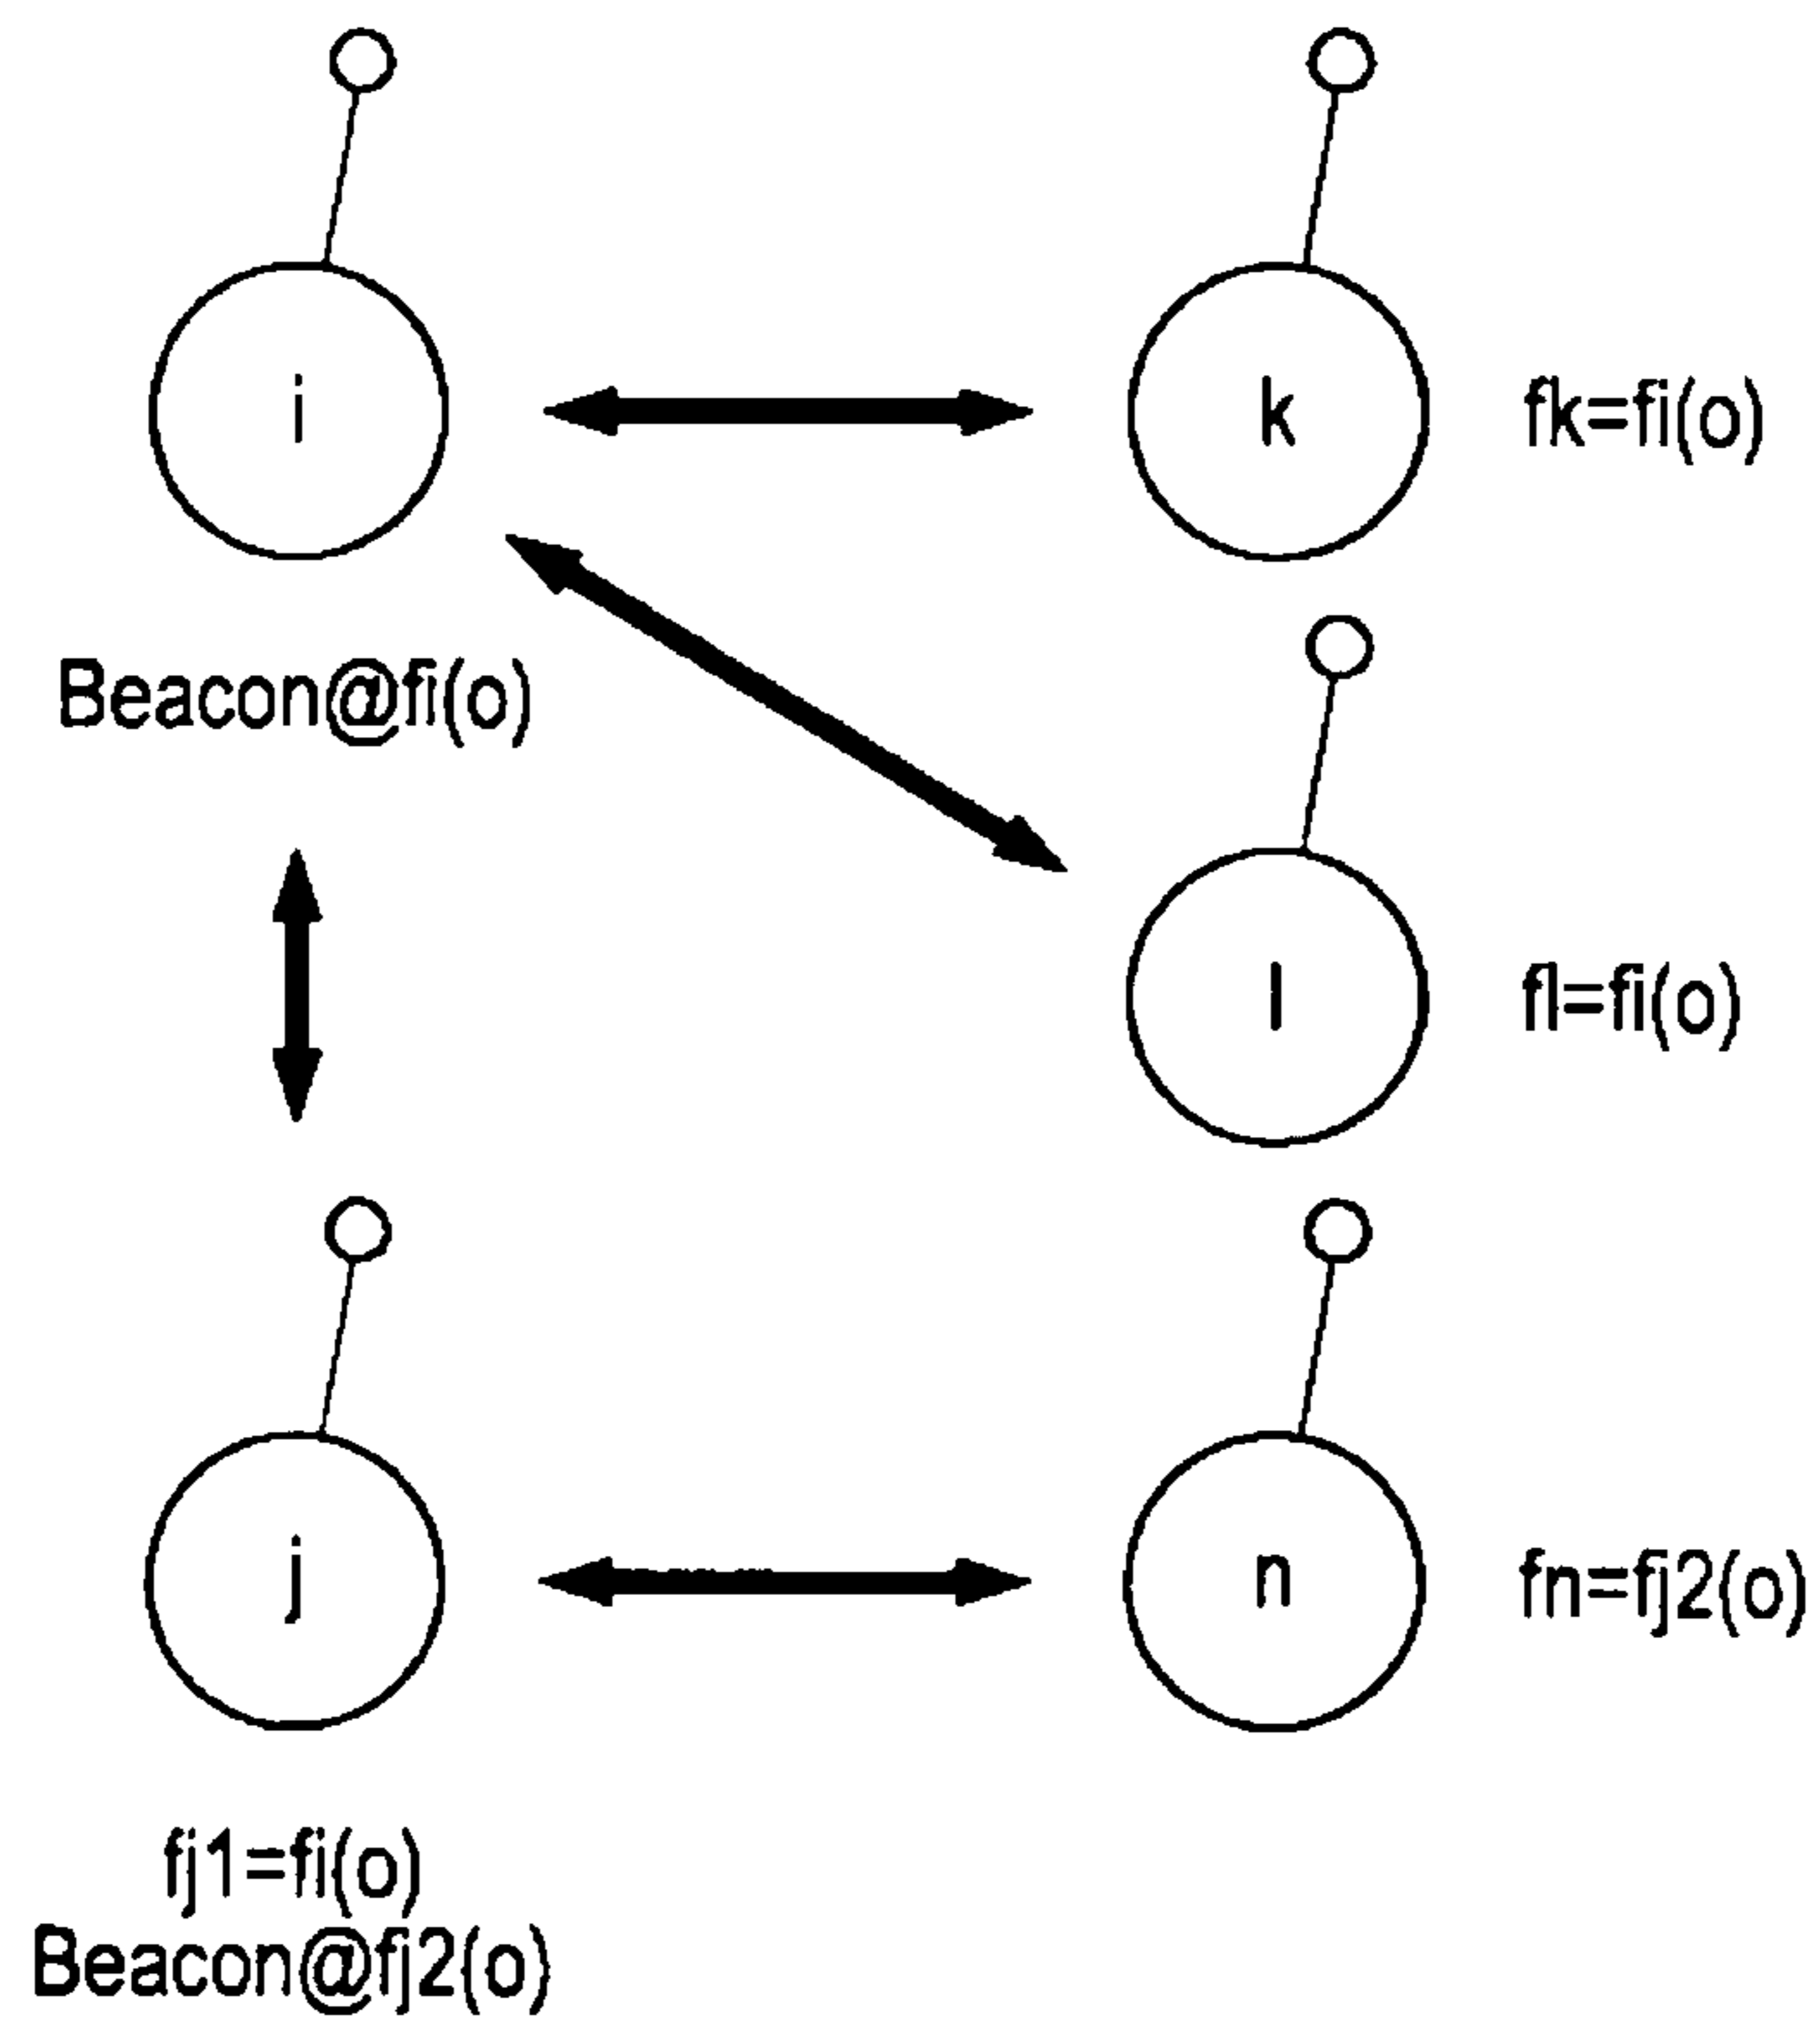 i
k
fk=fi(o)
Beacon@fi(o)
l
fl=fi(o)
j
n
fn=fj2(o)
fj1=fi(o)
Beacon@fj2(o)